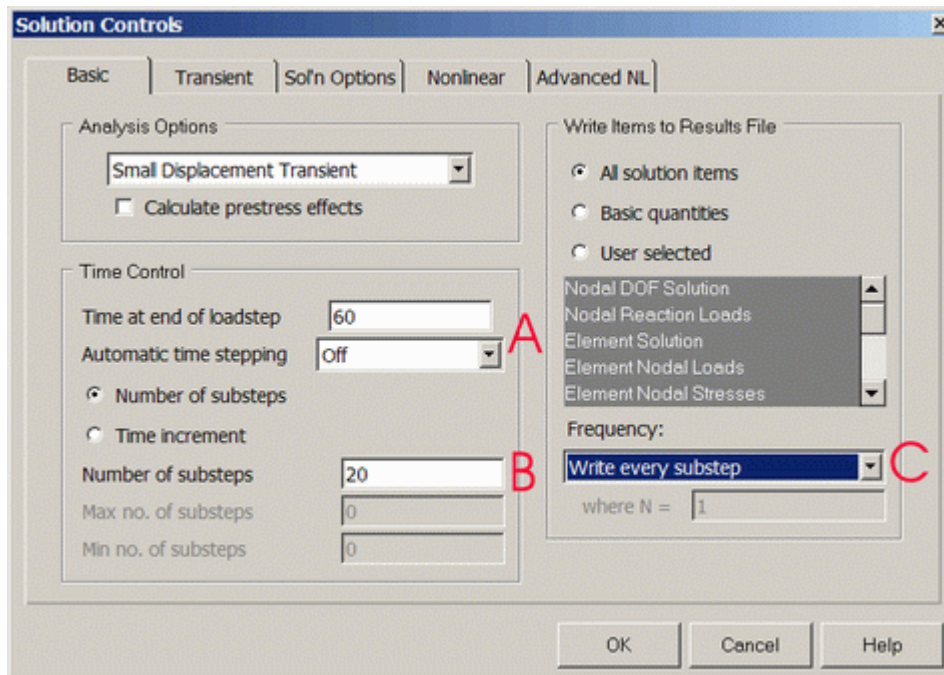 Solution Controls
Basic
Transient
Sol'n Options
Nonlinear
Advanced NL
Analysis Options
Small Displacement Transient
Calculate prestress effects
Time Control
Time at end of loadstep 60
A
Automatic time stepping Off
Number of substeps
Time increment
Number of substeps 20
B
Max no. of substeps 0
Min no. of substeps 0
Write Items to Results File
All solution items
Basic quantities
User selected
Nodal DOF Solution
Nodal Reaction Loads
Element Solution
Element Nodal Loads
Element Nodal Stresses
Frequency:
Write every substep
C
where N = 1
OK
Cancel
Help